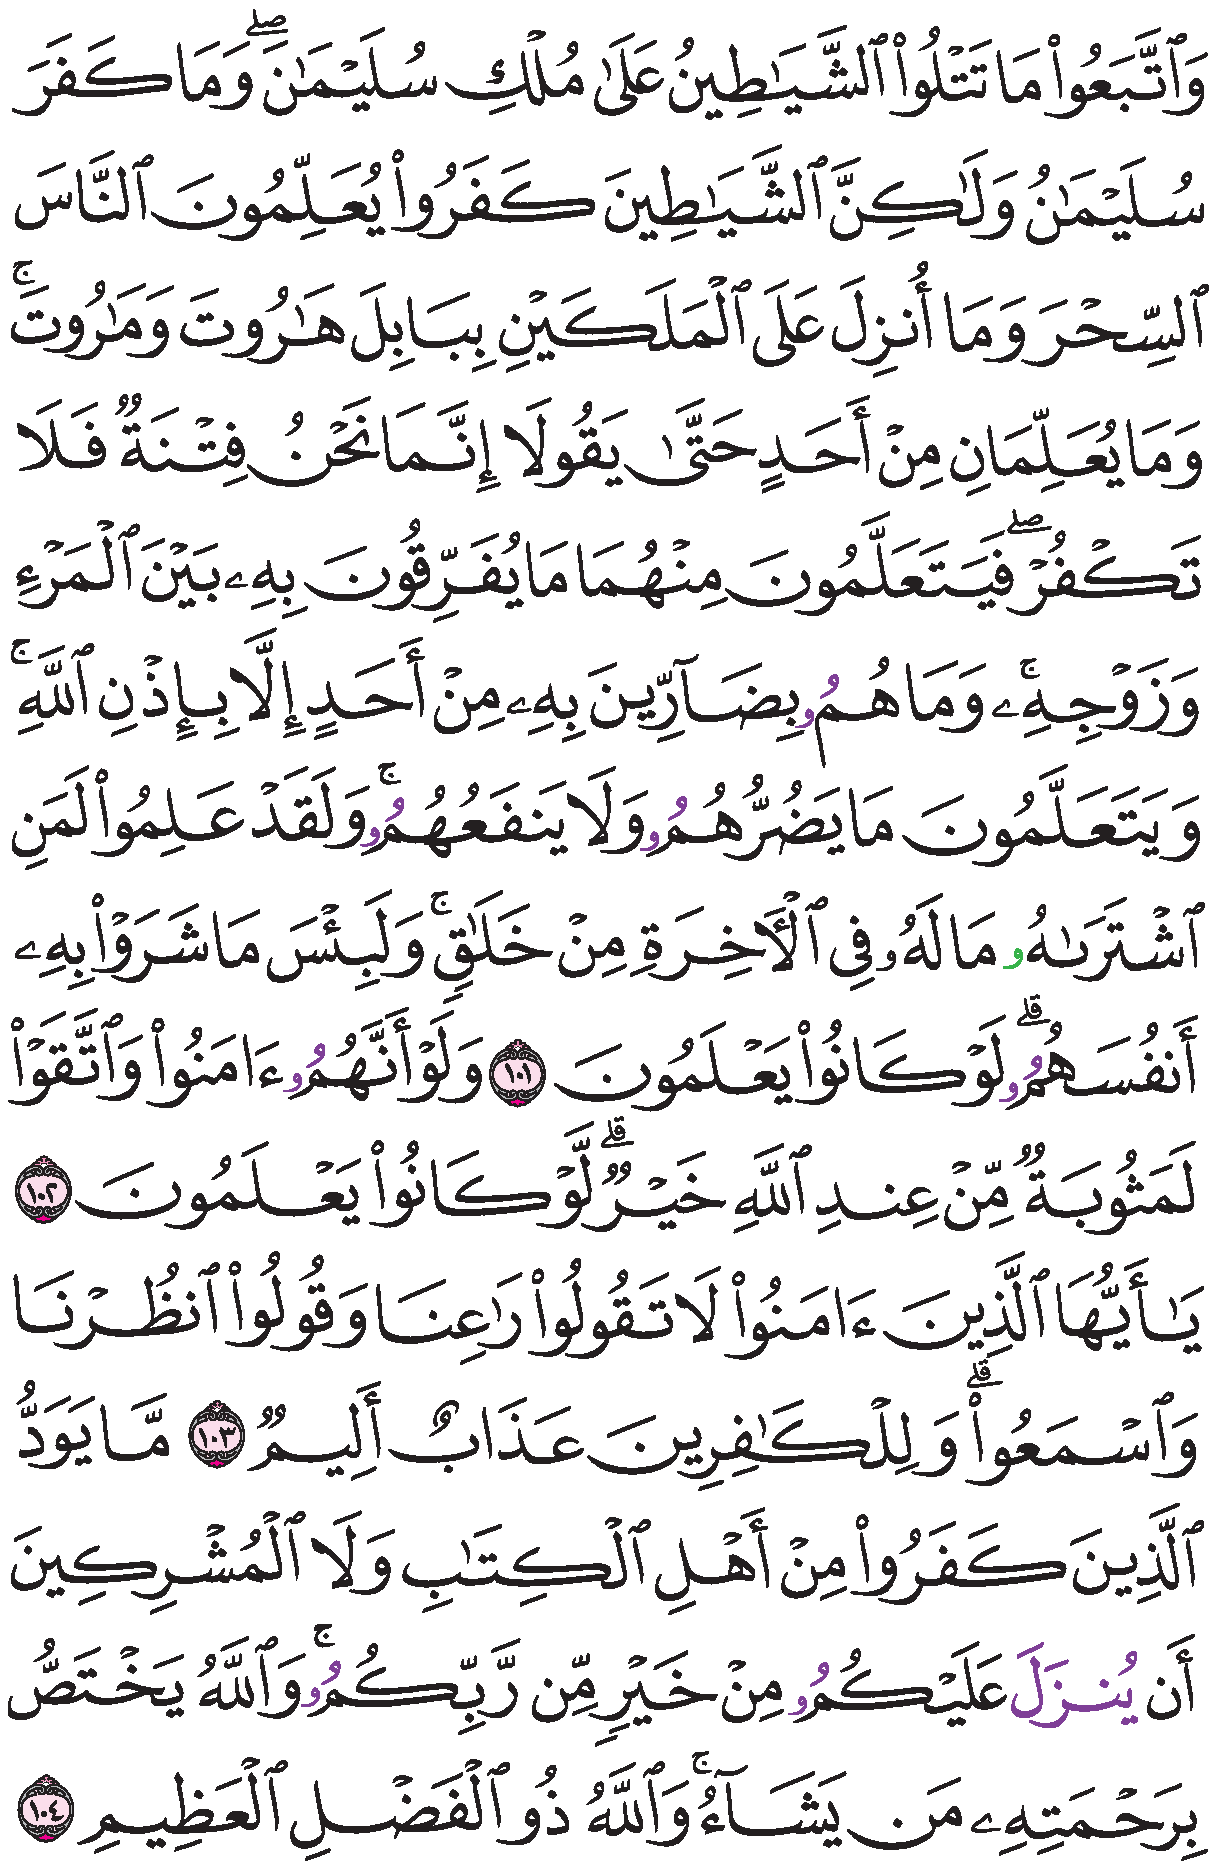 وَٱتَّبَعُواْ مَا تَتْلُواْ ٱلشَّيَٰطِينُ عَلَىٰ مُلْكِ سُلَيْمَٰنَۖ وَمَا كَفَرَ
سُلَيْمَٰنُ وَلَٰكِنَّ ٱلشَّيَٰطِينَ كَفَرُواْ يُعَلِّمُونَ ٱلنَّاسَ
ٱلسِّحْرَ وَمَا أُنزِلَ عَلَى ٱلْمَلَكَيْنِ بِبَابِلَ هَٰرُوتَ وَمَٰرُوتَۚ
وَمَا يُعَلِّمَانِ مِنْ أَحَدٍ حَتَّىٰ يَقُولَا إِنَّمَا نَحْنُ فِتْنَةٌ فَلَا
تَكْفُرْۖ فَيَتَعَلَّمُونَ مِنْهُمَا مَا يُفَرِّقُونَ بِهِۦ بَيْنَ ٱلْمَرْءِ
وَزَوْجِهِۦۚ وَمَا هُمُۥ بِضَآرِّينَ بِهِۦ مِنْ أَحَدٍ إِلَّا بِإِذْنِ ٱللَّهِۚ
وَيَتَعَلَّمُونَ مَا يَضُرُّهُمُۥ وَلَا يَنفَعُهُمُۥۚ وَلَقَدْ عَلِمُواْ لَمَنِ
ٱشْتَرَىٰهُۥ مَا لَهُۥ فِي ٱلْأَخِرَةِ مِنْ خَلَٰقٍۚ وَلَبِئْسَ مَا شَرَوْاْ بِهِۦ
أَنفُسَهُمُۥۗ لَوْ كَانُواْ يَعْلَمُونَ ١٠١ وَلَوْ أَنَّهُمُۥ ءَامَنُواْ وَٱتَّقَوْاْ
لَمَثُوبَةٌ مِّنْ عِندِ ٱللَّهِ خَيْرٌۗ لَّوْ كَانُواْ يَعْلَمُونَ ١٠٢
يَٰأَيُّهَا ٱلَّذِينَ ءَامَنُواْ لَا تَقُولُواْ رَٰعِنَا وَقُولُواْ ٱنظُرْنَا
وَٱسْمَعُواْۗ وَلِلْكَٰفِرِينَ عَذَابٌ أَلِيمٌ ١٠٣ مَّا يَوَدُّ
ٱلَّذِينَ كَفَرُواْ مِنْ أَهْلِ ٱلْكِتَٰبِ وَلَا ٱلْمُشْرِكِينَ
أَن يُنزَلَ عَلَيْكُمُۥ مِنْ خَيْرٍ مِّن رَّبِّكُمُۥۚ وَٱللَّهُ يَخْتَصُّ
بِرَحْمَتِهِۦ مَن يَشَآءُۚ وَٱللَّهُ ذُو ٱلْفَضْلِ ٱلْعَظِيمِ ١٠٤